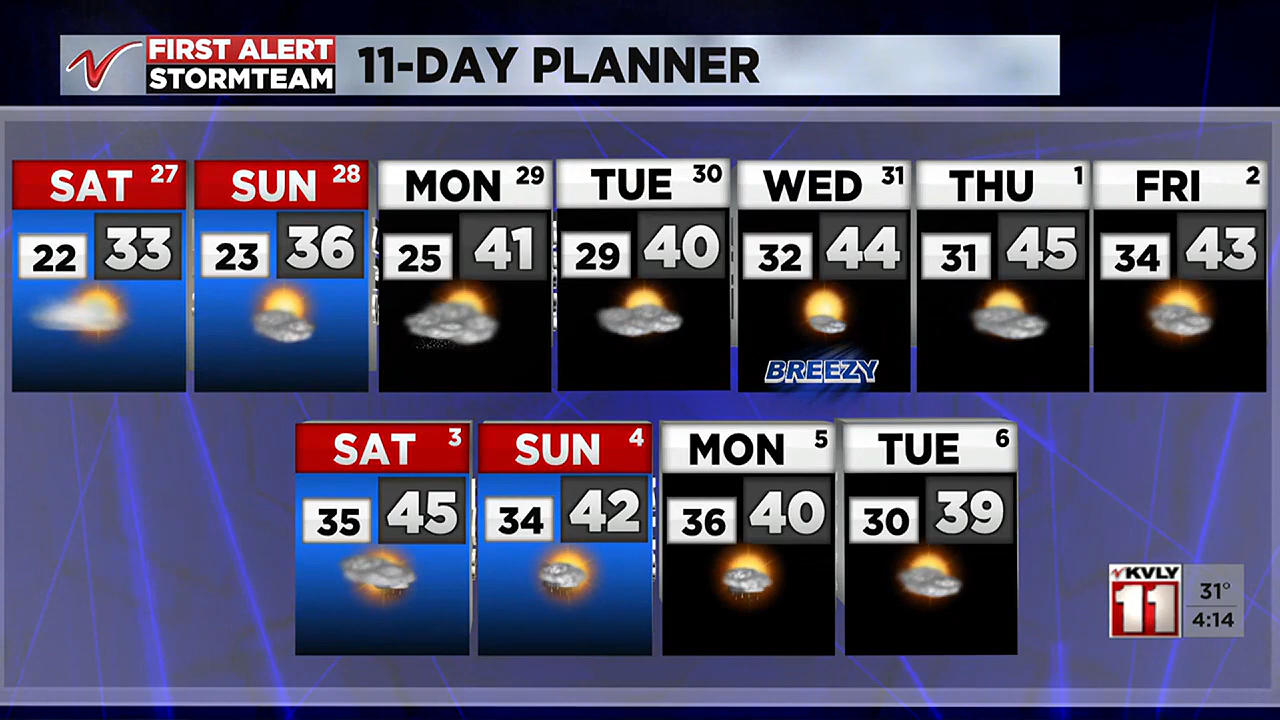 FIRST ALERT
STORMTEAM
11-DAY PLANNER
SAT 27
22 33
SUN 28
23 36
MON 29
25 41
TUE 30
29 40
WED 31
32 44
BREEZY
THU 1
31 45
FRI 2
34 43
SAT 3
35 45
SUN 4
34 42
MON 5
36 40
TUE 6
30 39
KVLY
11
31°
4:14